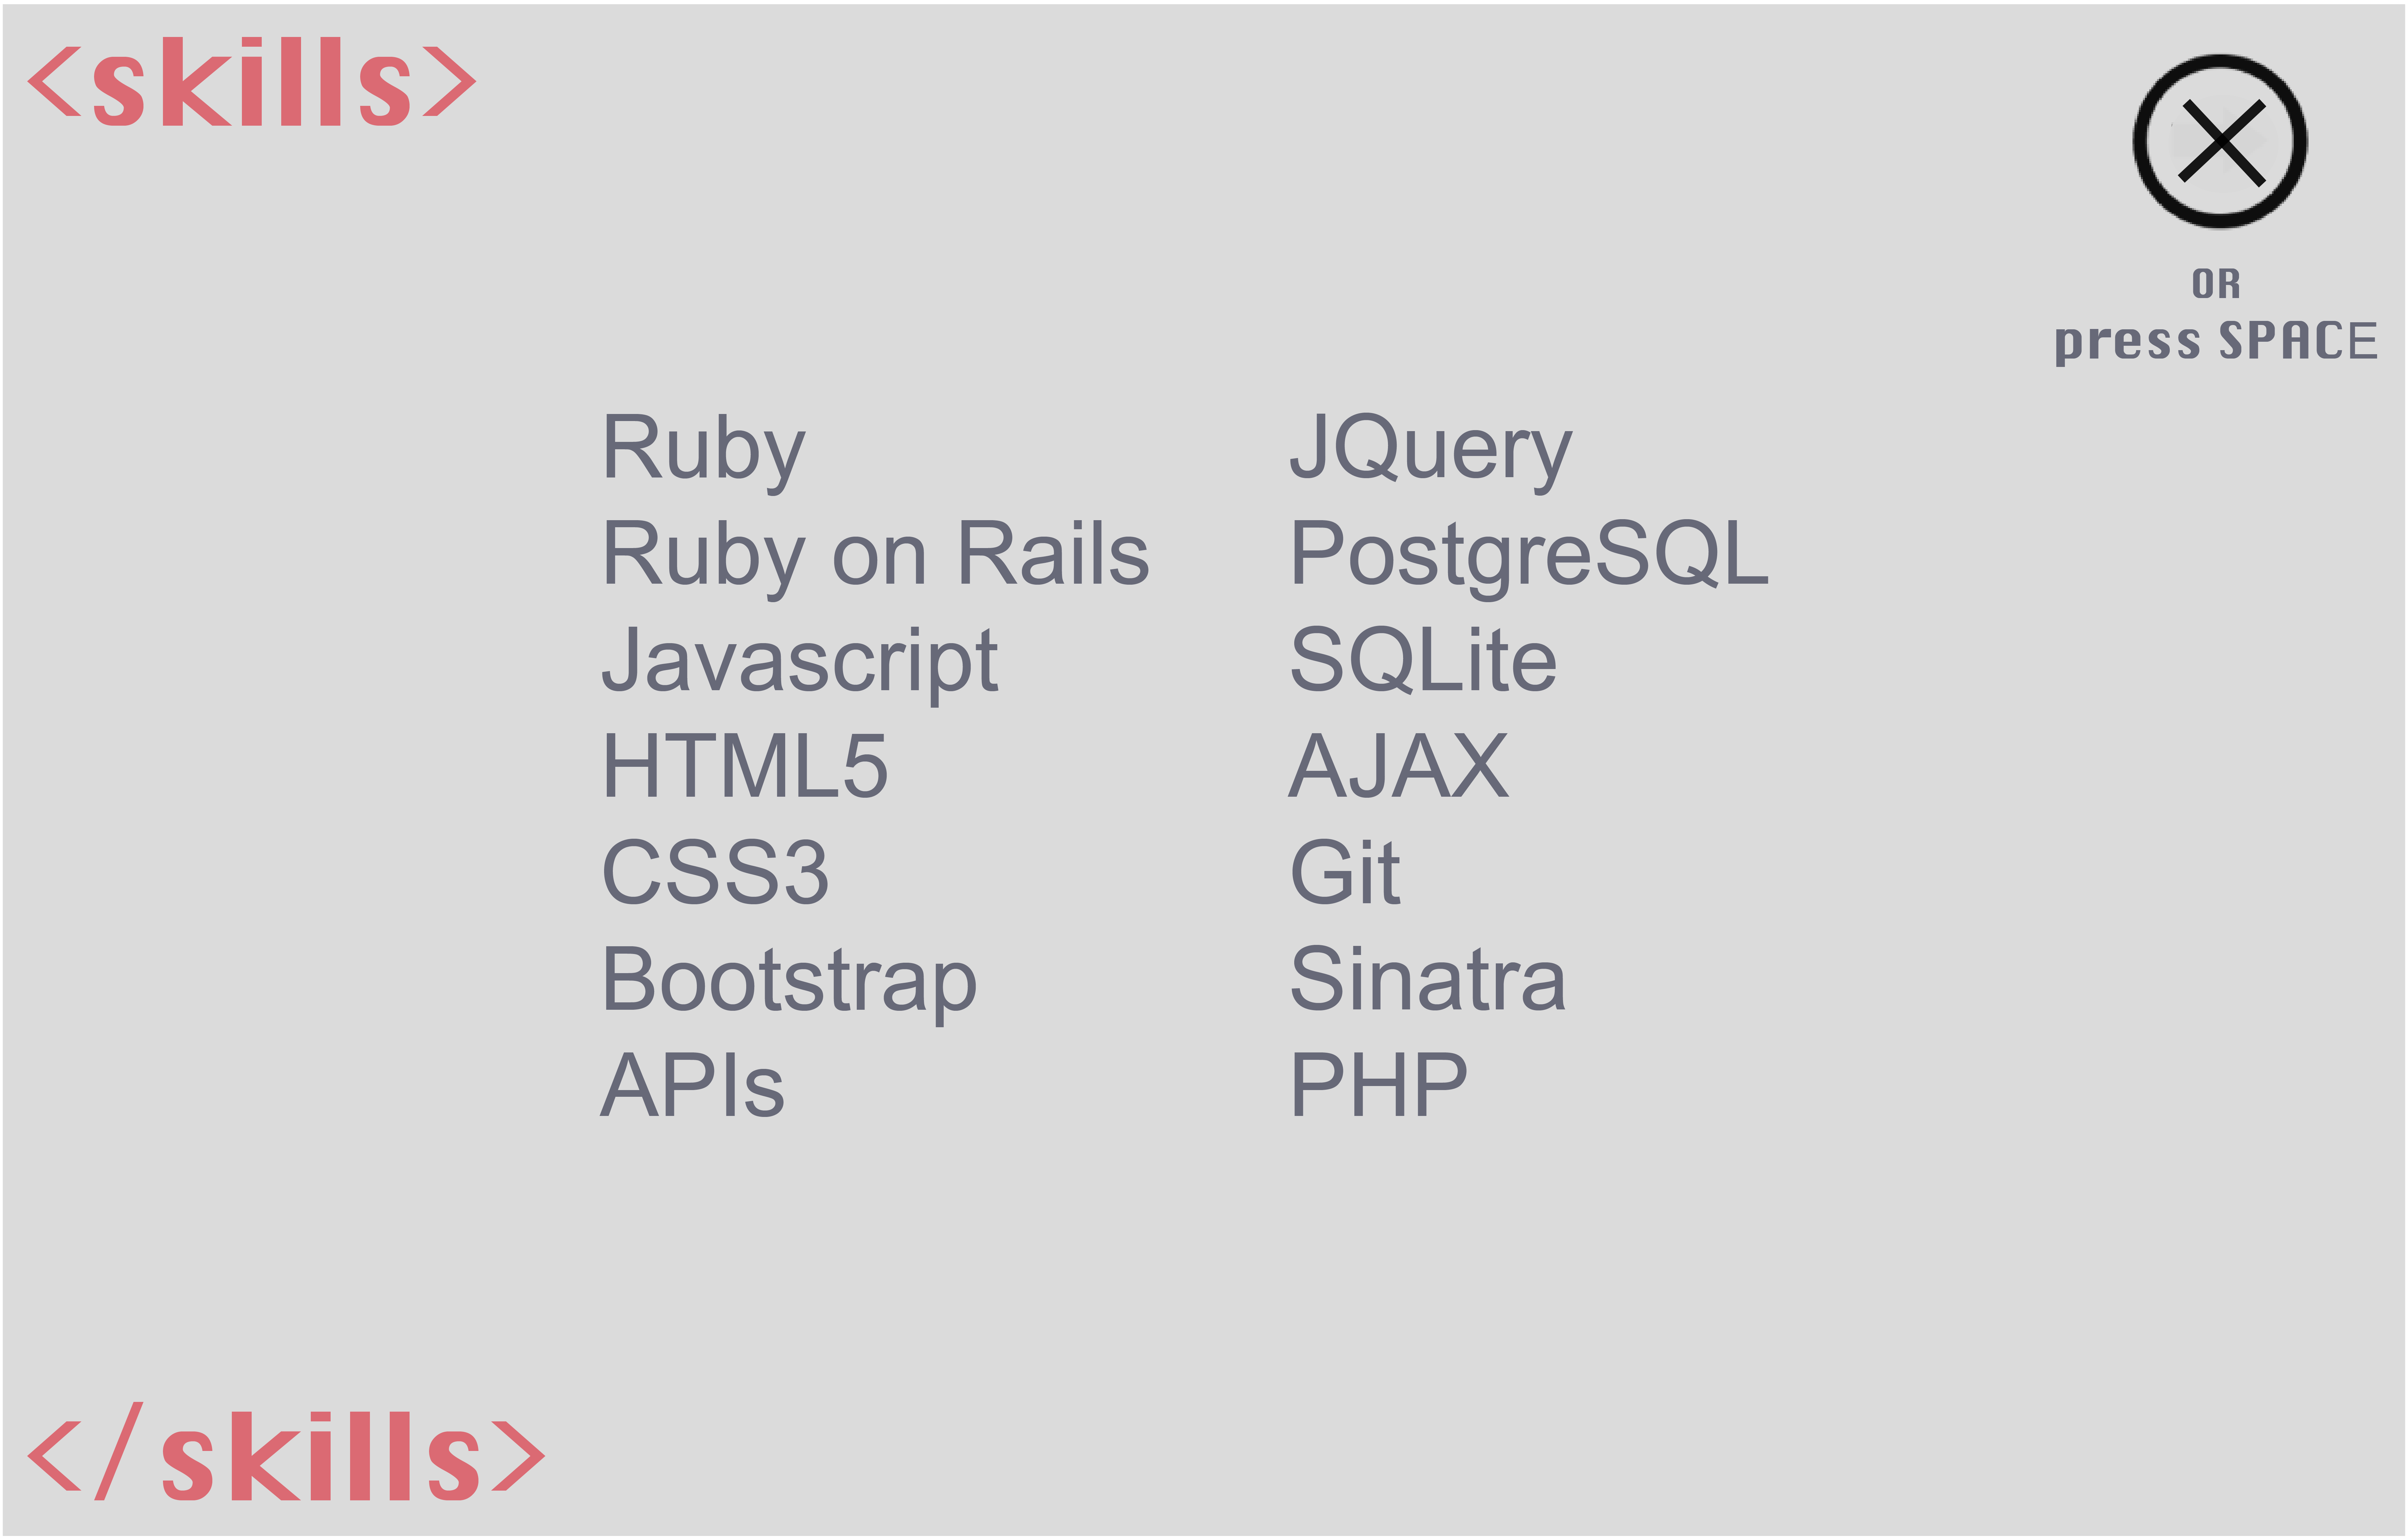 <skills>
OR
press SPACE
Ruby
Ruby on Rails
Javascript
HTML5
CSS3
Bootstrap
APIs
JQuery
PostgreSQL
SQLite
AJAX
Git
Sinatra
PHP
</skills>